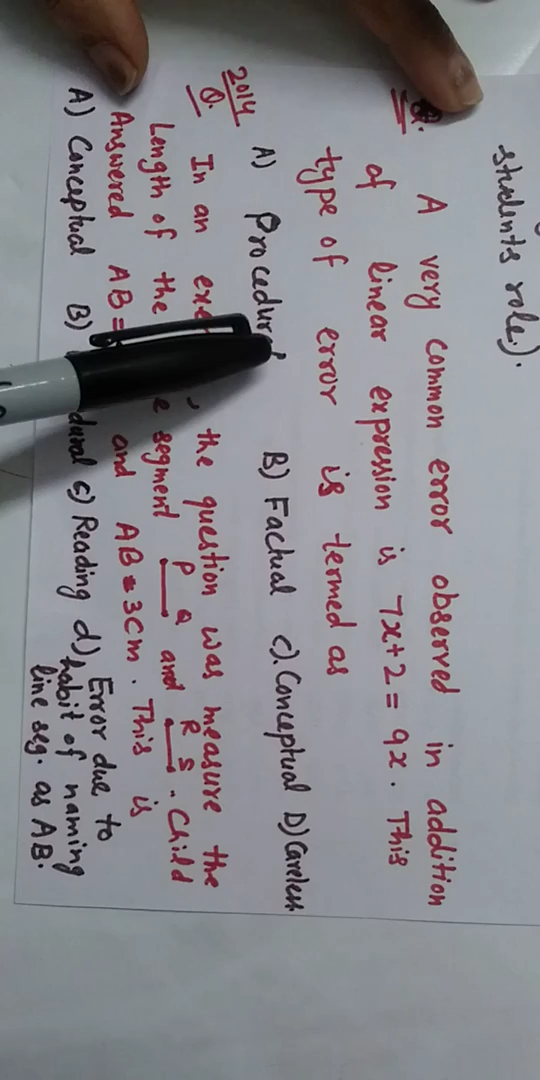 students role.).
Q. A very common error observed in addition
of linear expression is 7x+2 = 9x. This
type of error is termed as
A) Procedural B) Factual C). Conceptual D) Careless
2014
Q. In an the question was measure the
Length of the segment P Q and R S. Child
Answered AB= and AB = 3cm. This is
A) Conceptual B) dural c) Reading d) Error due to
habit of naming
line seg. as AB.